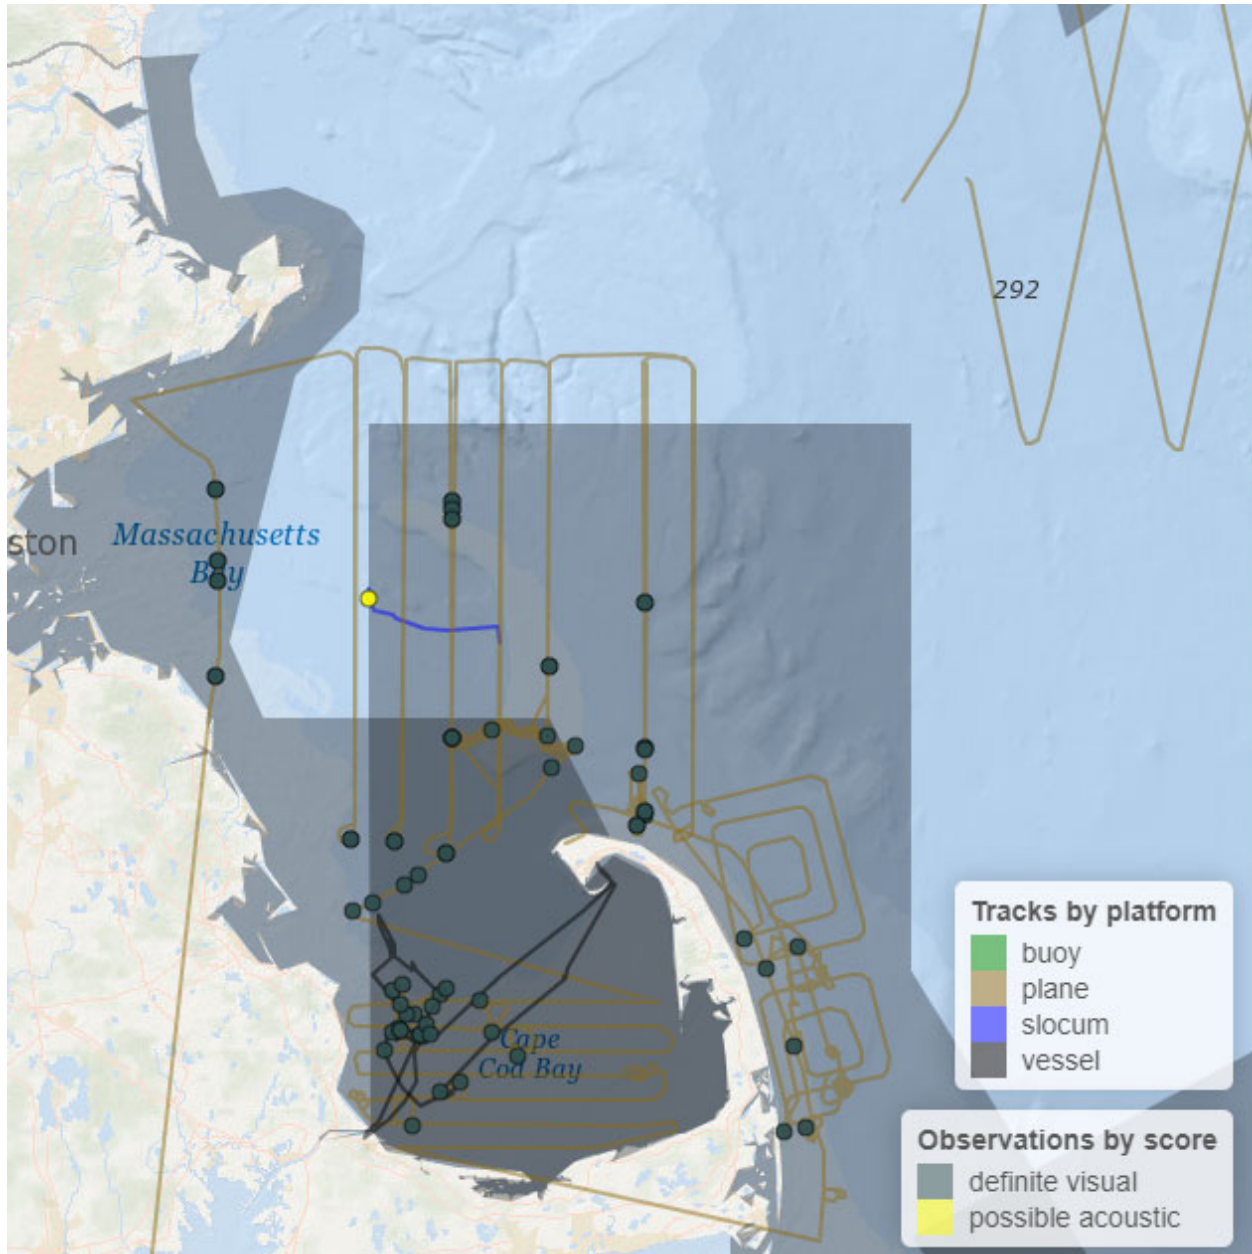 292
Massachusetts
Bay
ston
Cape
Cod Bay
Tracks by platform
buoy
plane
slocum
vessel
Observations by score
definite visual
possible acoustic